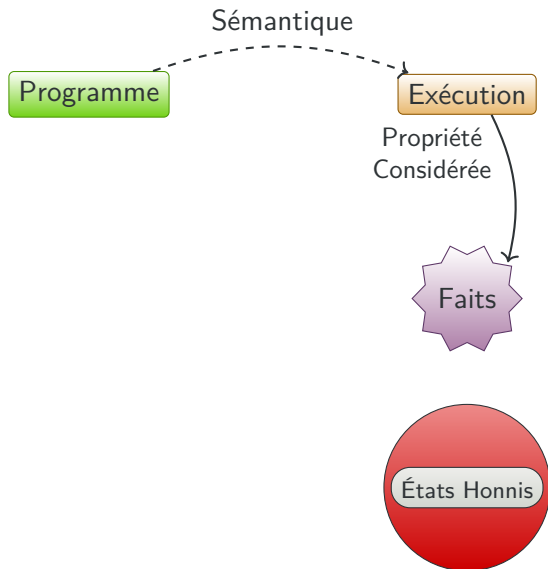 Sémantique
Programme
Exécution
Propriété
Considérée
Faits
États Honnis